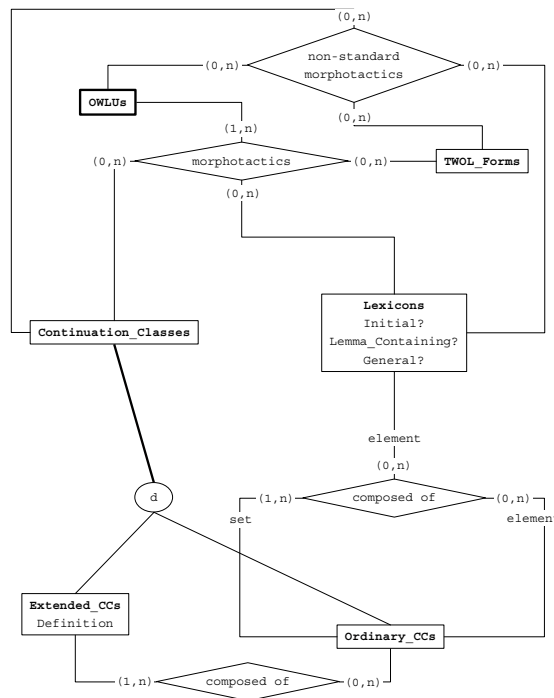 (0,n)
non-standard
morphotactics
(0,n)
(0,n)
(0,n)
OWLUs
(1,n)
(0,n)
morphotactics
(0,n)
TWOL_Forms
(0,n)
Lexicons
Initial?
Lemma_Containing?
General?
Continuation_Classes
element
(0,n)
d
(1,n)
composed of
(0,n)
set
element
Extended_CCs
Definition
Ordinary_CCs
(1,n)
composed of
(0,n)